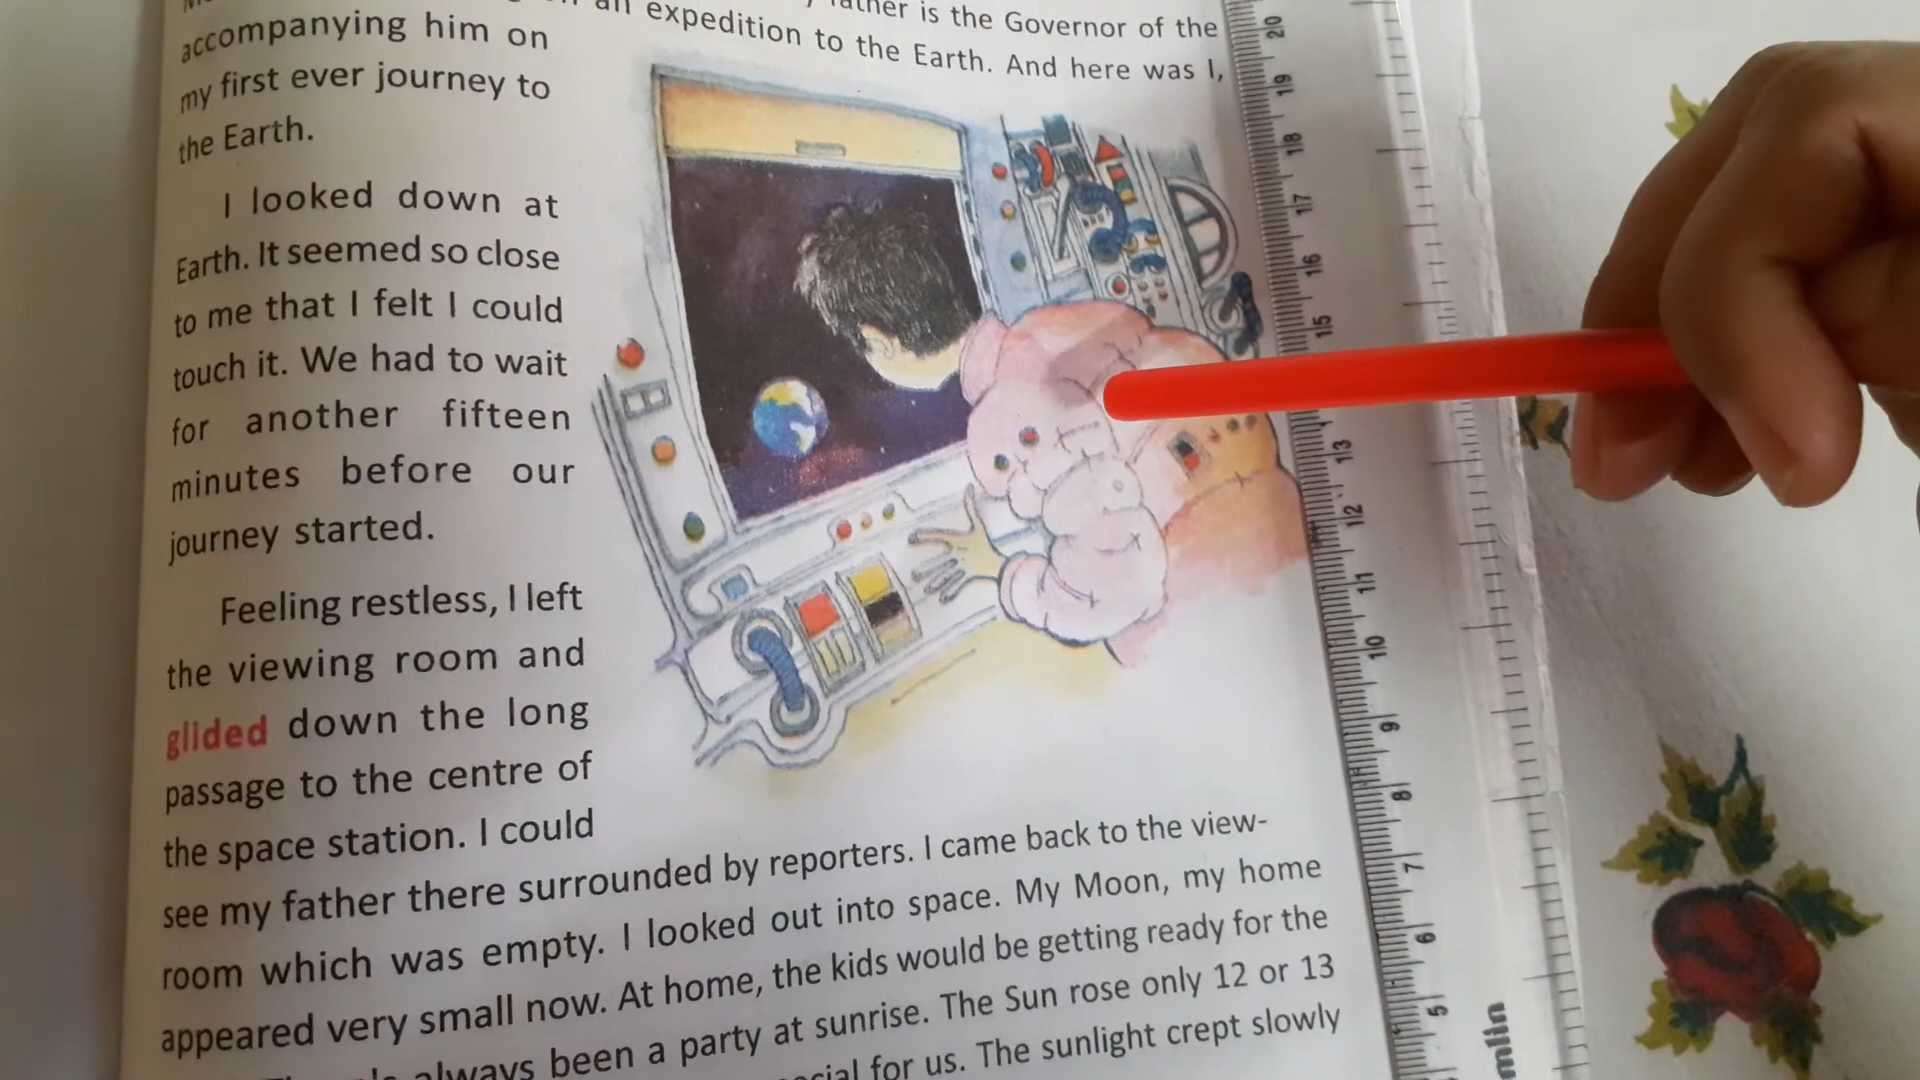 father is the Governor of the
an expedition to the Earth. And here was I,
accompanying him on
my first ever journey to
the Earth.
I looked down at
Earth. It seemed so close
to me that I felt I could
touch it. We had to wait
for another fifteen
minutes before our
journey started.
Feeling restless, I left
the viewing room and
glided down the long
passage to the centre of
the space station. I could
see my father there surrounded by reporters. I came back to the view-
room which was empty. I looked out into space. My Moon, my home
appeared very small now. At home, the kids would be getting ready for the
always been a party at sunrise. The Sun rose only 12 or 13
for us. The sunlight crept slowly
20
19
18
17
16
15
13
12
11
10
9
8
7
6
5
mlin